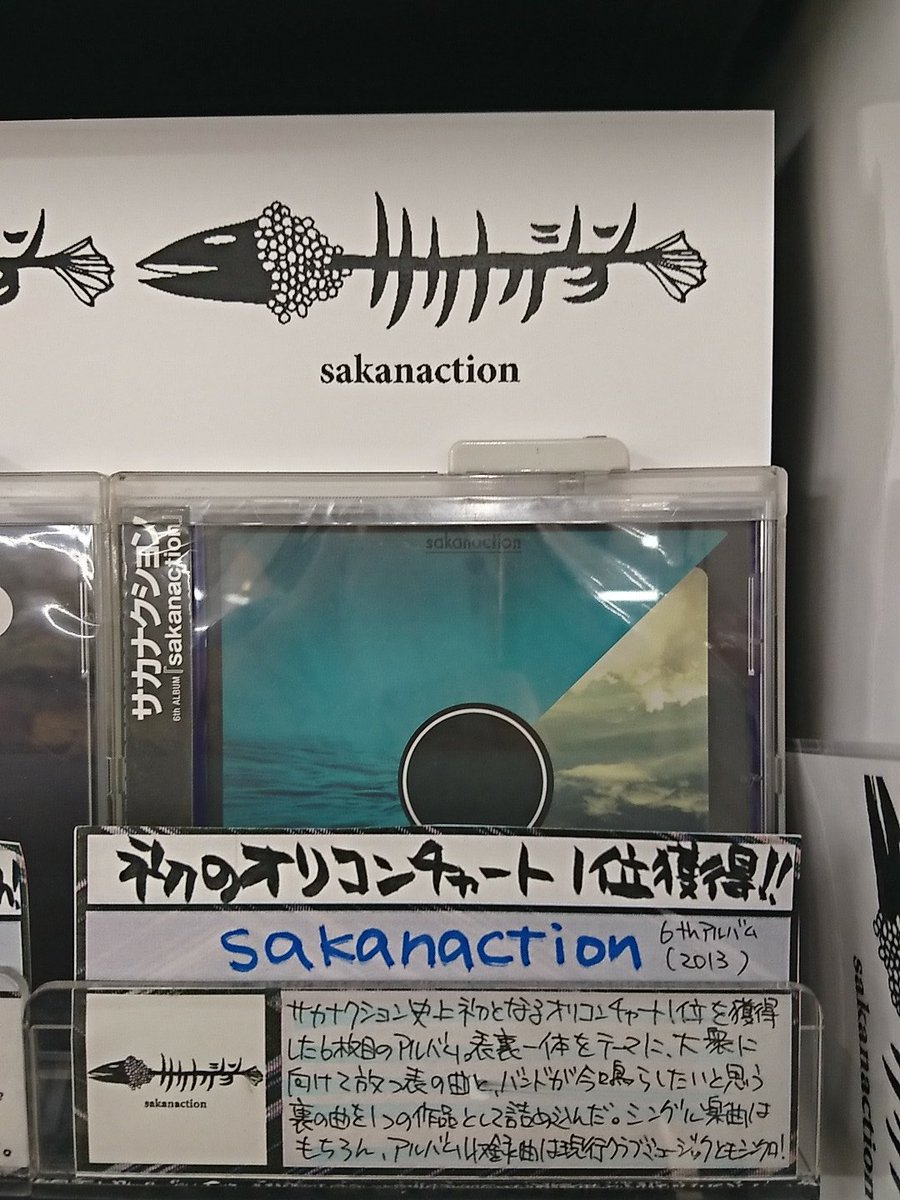 sakanaction
サカナクション
6th ALBUM「sakanaction」
sakanaction
初のオリコンチャート1位獲得!!
sakanaction 6thアルバム
(2013)
サカナクション史上初となるオリコンチャート1位を獲得
した6枚目のアルバム。表裏一体をテーマに、大衆に
向けて放つ表の曲と、バンドが今鳴らしたいと思う
裏の曲を1つの作品として詰め込んだ。シングル楽曲は
もちろん、アルバム収録曲は現行クラブミュージックともシンクロ!
sakanaction
sakanaction